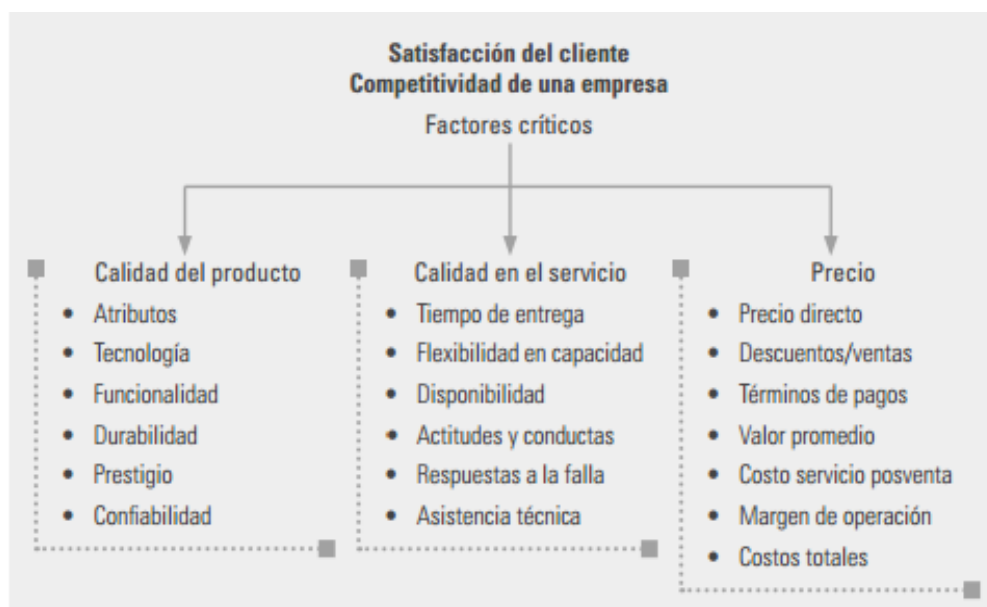 Satisfacción del cliente
Competitividad de una empresa
Factores críticos
Calidad del producto
• Atributos
• Tecnología
• Funcionalidad
• Durabilidad
• Prestigio
• Confiabilidad
Calidad en el servicio
• Tiempo de entrega
• Flexibilidad en capacidad
• Disponibilidad
• Actitudes y conductas
• Respuestas a la falla
• Asistencia técnica
Precio
• Precio directo
• Descuentos/ventas
• Términos de pagos
• Valor promedio
• Costo servicio posventa
• Margen de operación
• Costos totales